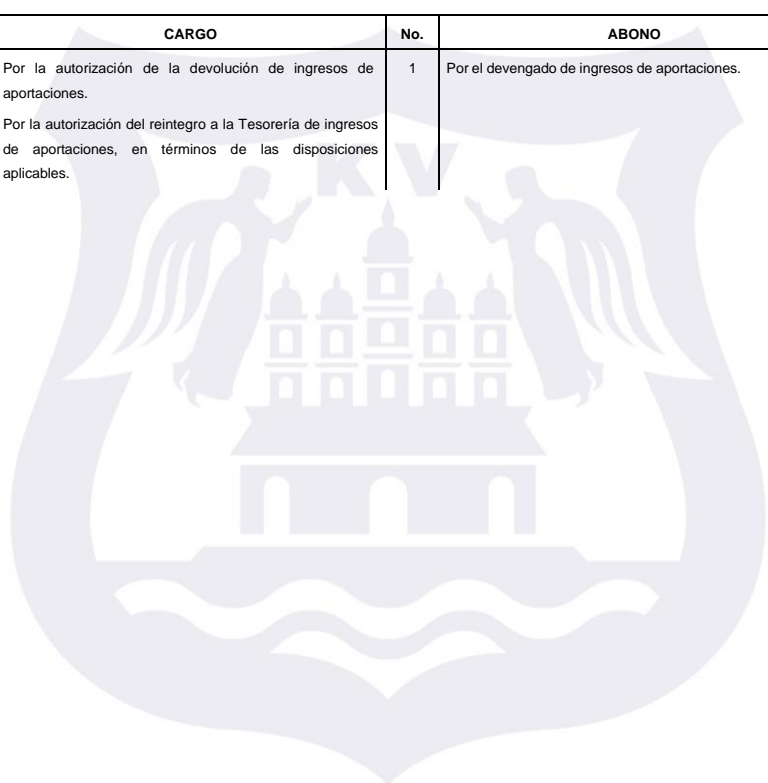 CARGO No. ABONO
Por la autorización de la devolución de ingresos de
aportaciones.
1 Por el devengado de ingresos de aportaciones.
Por la autorización del reintegro a la Tesorería de ingresos
de aportaciones, en términos de las disposiciones
aplicables.
KV